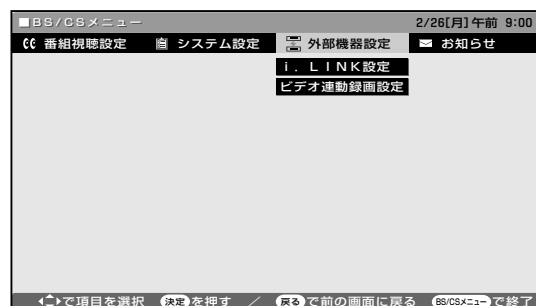 ■BS/CSメニュー 2/26[月]午前 9:00
番組視聴設定 システム設定 外部機器設定 お知らせ
i．LINK設定
ビデオ連動録画設定
で項目を選択 決定を押す ／ 戻るで前の画面に戻る BS/CSメニューで終了